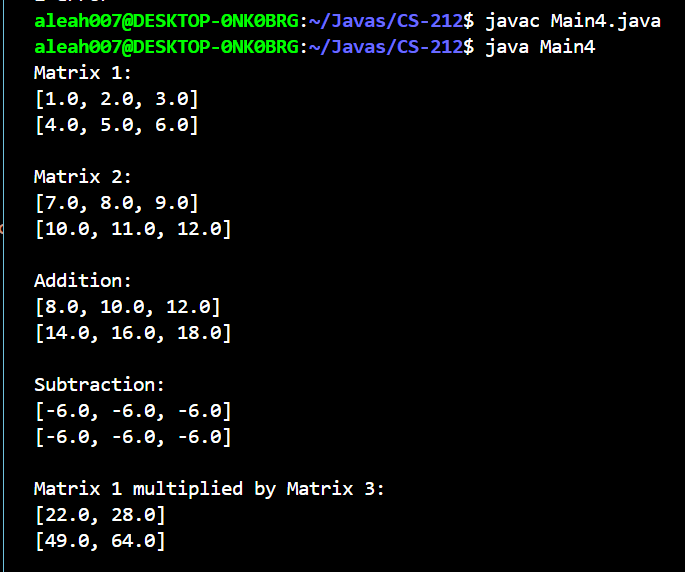 aleah007@DESKTOP-0NK0BRG:~/Javas/CS-212$ javac Main4.java
aleah007@DESKTOP-0NK0BRG:~/Javas/CS-212$ java Main4
Matrix 1:
[1.0, 2.0, 3.0]
[4.0, 5.0, 6.0]
Matrix 2:
[7.0, 8.0, 9.0]
[10.0, 11.0, 12.0]
Addition:
[8.0, 10.0, 12.0]
[14.0, 16.0, 18.0]
Subtraction:
[-6.0, -6.0, -6.0]
[-6.0, -6.0, -6.0]
Matrix 1 multiplied by Matrix 3:
[22.0, 28.0]
[49.0, 64.0]